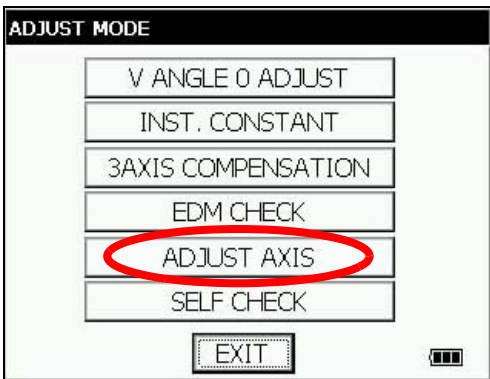 ADJUST MODE
V ANGLE 0 ADJUST
INST. CONSTANT
3AXIS COMPENSATION
EDM CHECK
ADJUST AXIS
SELF CHECK
EXIT